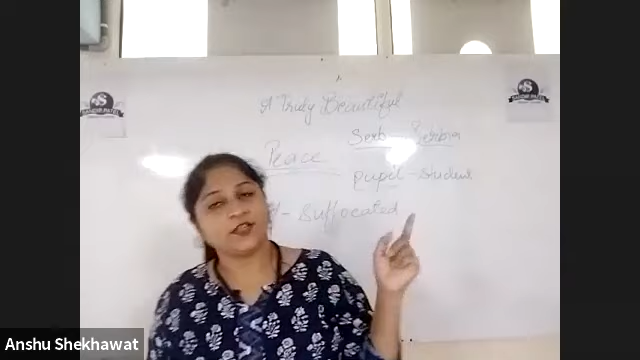 A Truly Beautiful
Serb - Serbia
Peace
pupil - student
- Suffocated
Anshu Shekhawat